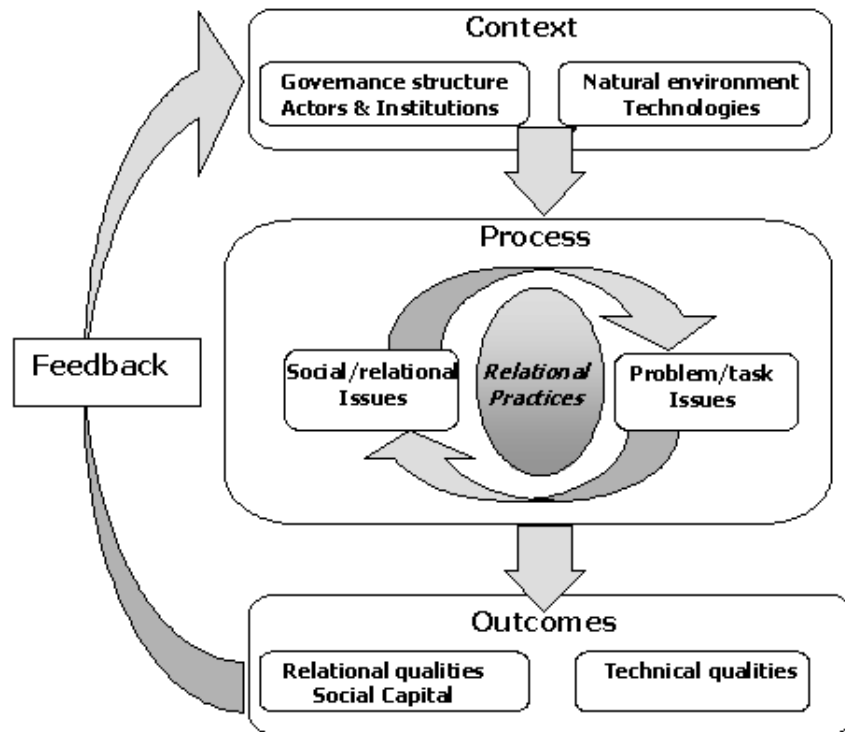 Context
Governance structure
Actors & Institutions
Natural environment
Technologies
Process
Social/relational
Issues
Relational
Practices
Problem/task
Issues
Feedback
Outcomes
Relational qualities
Social Capital
Technical qualities